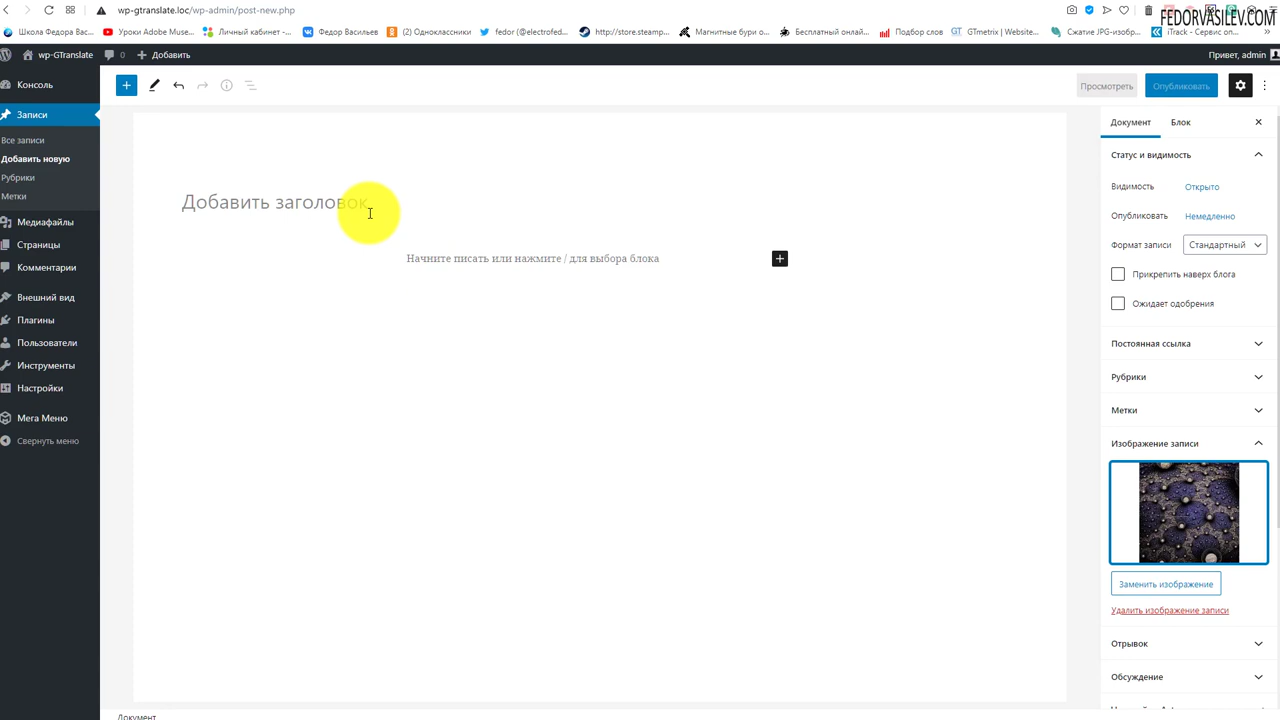 wp-gtranslate.loc/wp-admin/post-new.php
FEDORVASILEV.COM
Школа Федора Вас...
Уроки Adobe Muse...
Личный кабинет -...
Федор Васильев
(2) Одноклассники
fedor (@electrofed...
http://store.steamp...
Магнитные буры о...
Бесплатный онлай...
Подбор слов
GTmetrix | Website...
Сжатие JPG-изобр...
iTrack - Сервис оп...
»
wp-GTranslate
0
Добавить
Привет, admin
Консоль
Записи
Все записи
Добавить новую
Рубрики
Метки
Медиафайлы
Страницы
Комментарии
Внешний вид
Плагины
Пользователи
Инструменты
Настройки
Мега Меню
Свернуть меню
Просмотреть
Опубликовать
Добавить заголовок
Начните писать или нажмите / для выбора блока
Документ
Блок
Статус и видимость
Видимость
Открыто
Опубликовать
Немедленно
Формат записи
Стандартный
Прикрепить наверх блога
Ожидает одобрения
Постоянная ссылка
Рубрики
Метки
Изображение записи
Заменить изображение
Удалить изображение записи
Отрывок
Обсуждение
Документ